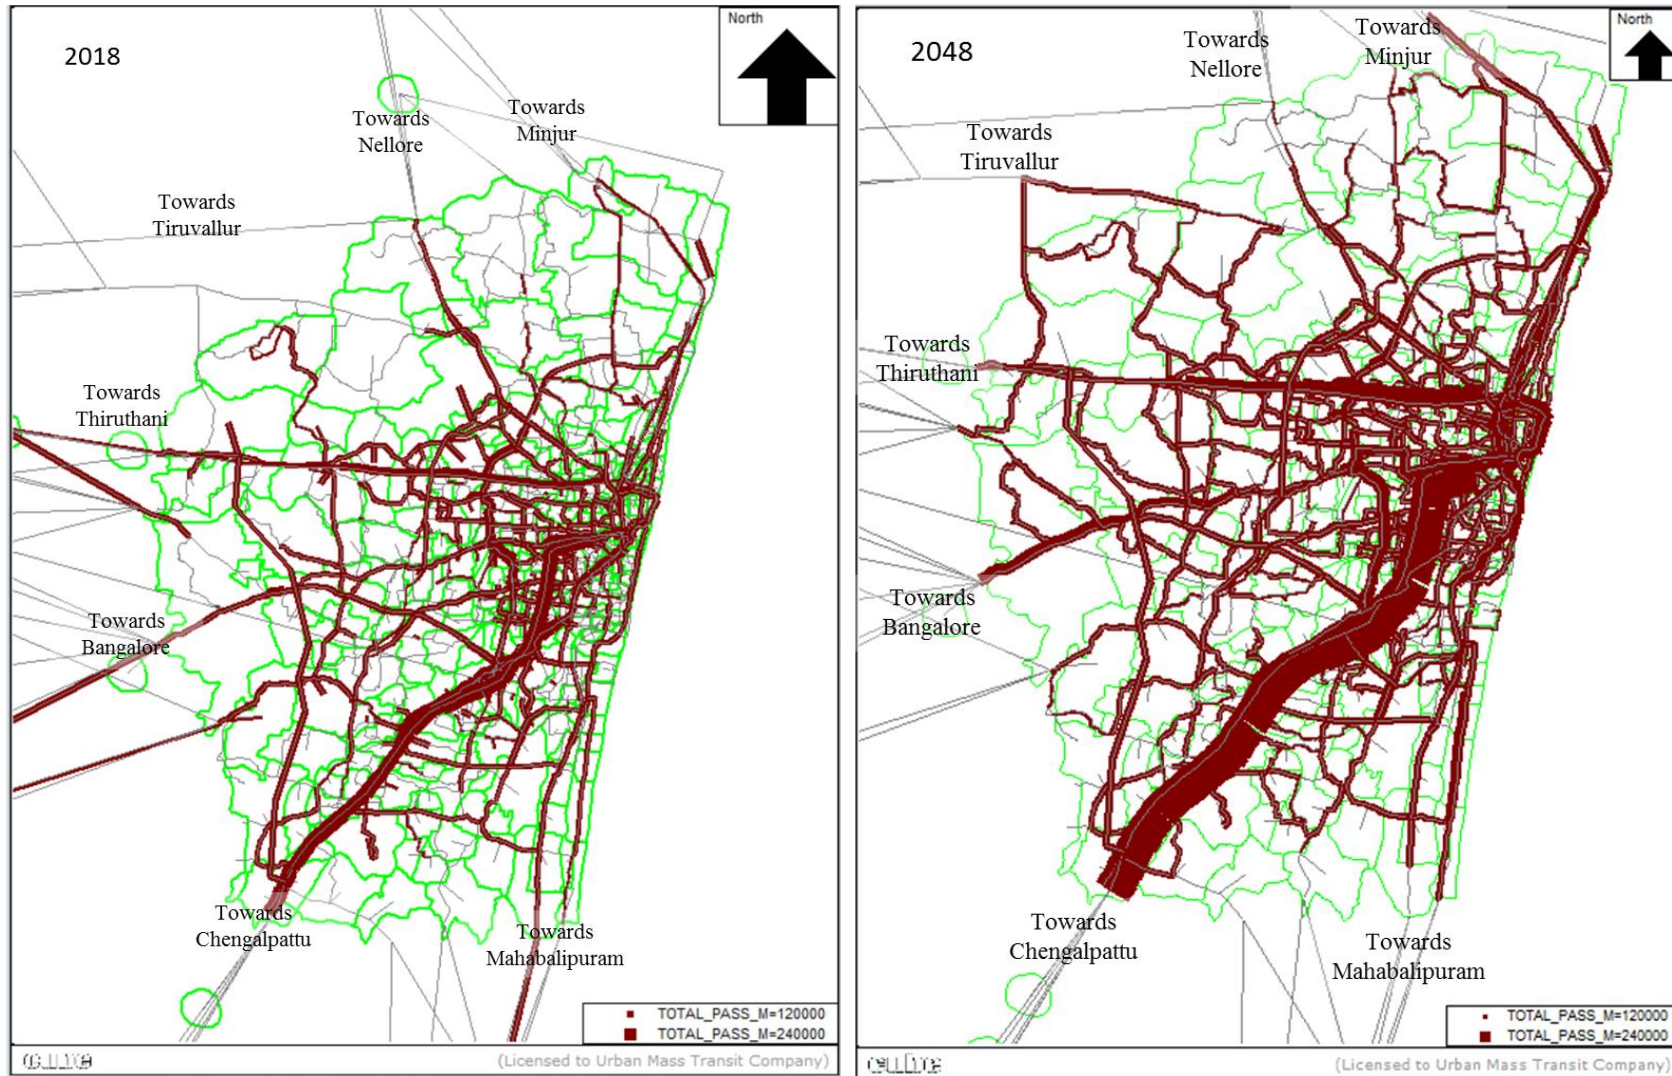 2018
North
Towards
Nellore
Towards
Minjur
Towards
Tiruvallur
Towards
Thiruthani
Towards
Bangalore
Towards
Chengalpattu
Towards
Mahabalipuram
TOTAL_PASS_M=120000
TOTAL_PASS_M=240000
(Licensed to Urban Mass Transit Company)
2048
North
Towards
Nellore
Towards
Minjur
Towards
Tiruvallur
Towards
Thiruthani
Towards
Bangalore
Towards
Chengalpattu
Towards
Mahabalipuram
TOTAL_PASS_M=120000
TOTAL_PASS_M=240000
(Licensed to Urban Mass Transit Company)